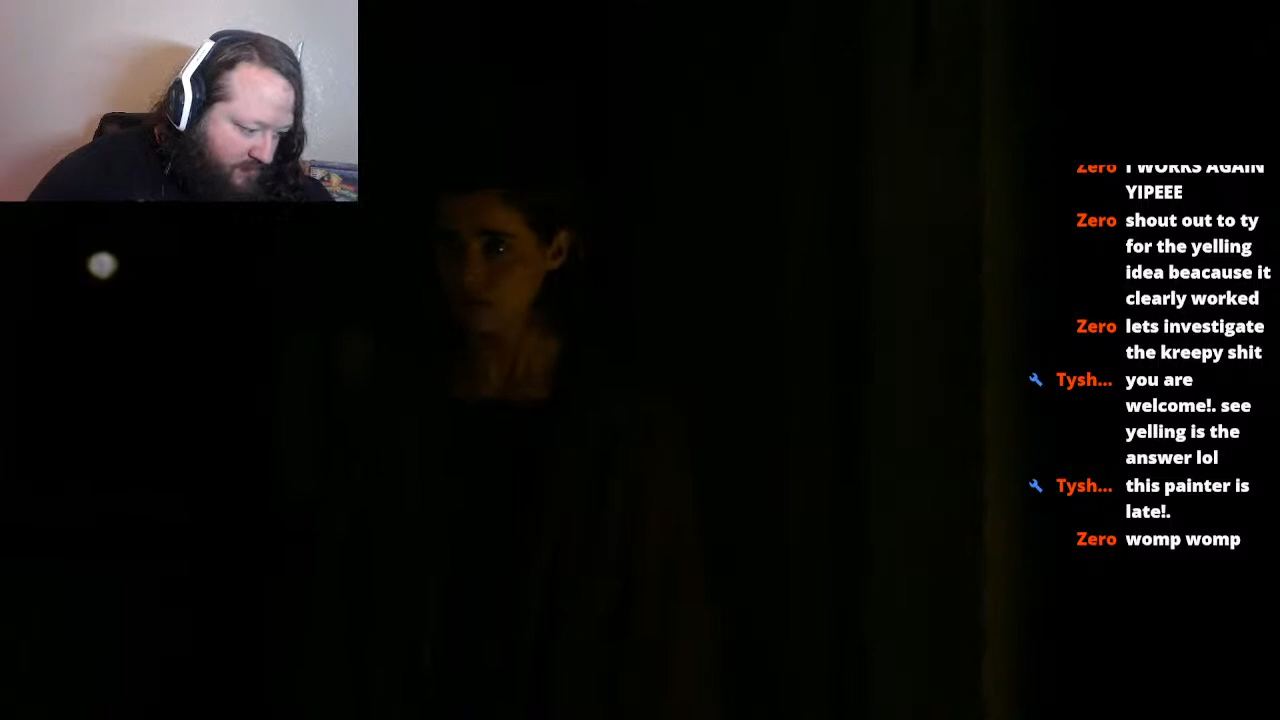 Zero I WORKS AGAIN
YIPEEE
Zero shout out to ty
for the yelling
idea beacause it
clearly worked
Zero lets investigate
the kreepy shit
Tysh... you are
welcome!. see
yelling is the
answer lol
Tysh... this painter is
late!.
Zero womp womp